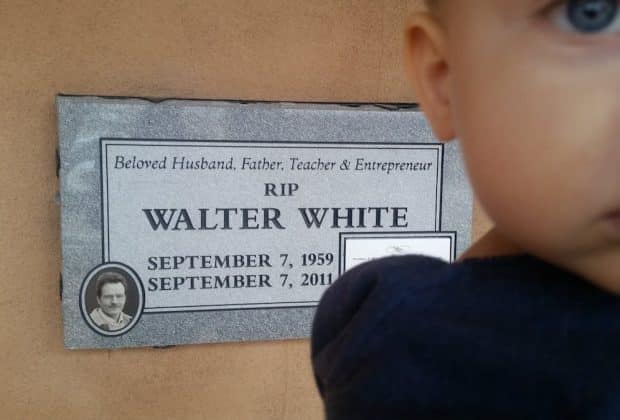 Beloved Husband, Father, Teacher & Entrepreneur
RIP
WALTER WHITE
SEPTEMBER 7, 1959
SEPTEMBER 7, 2011